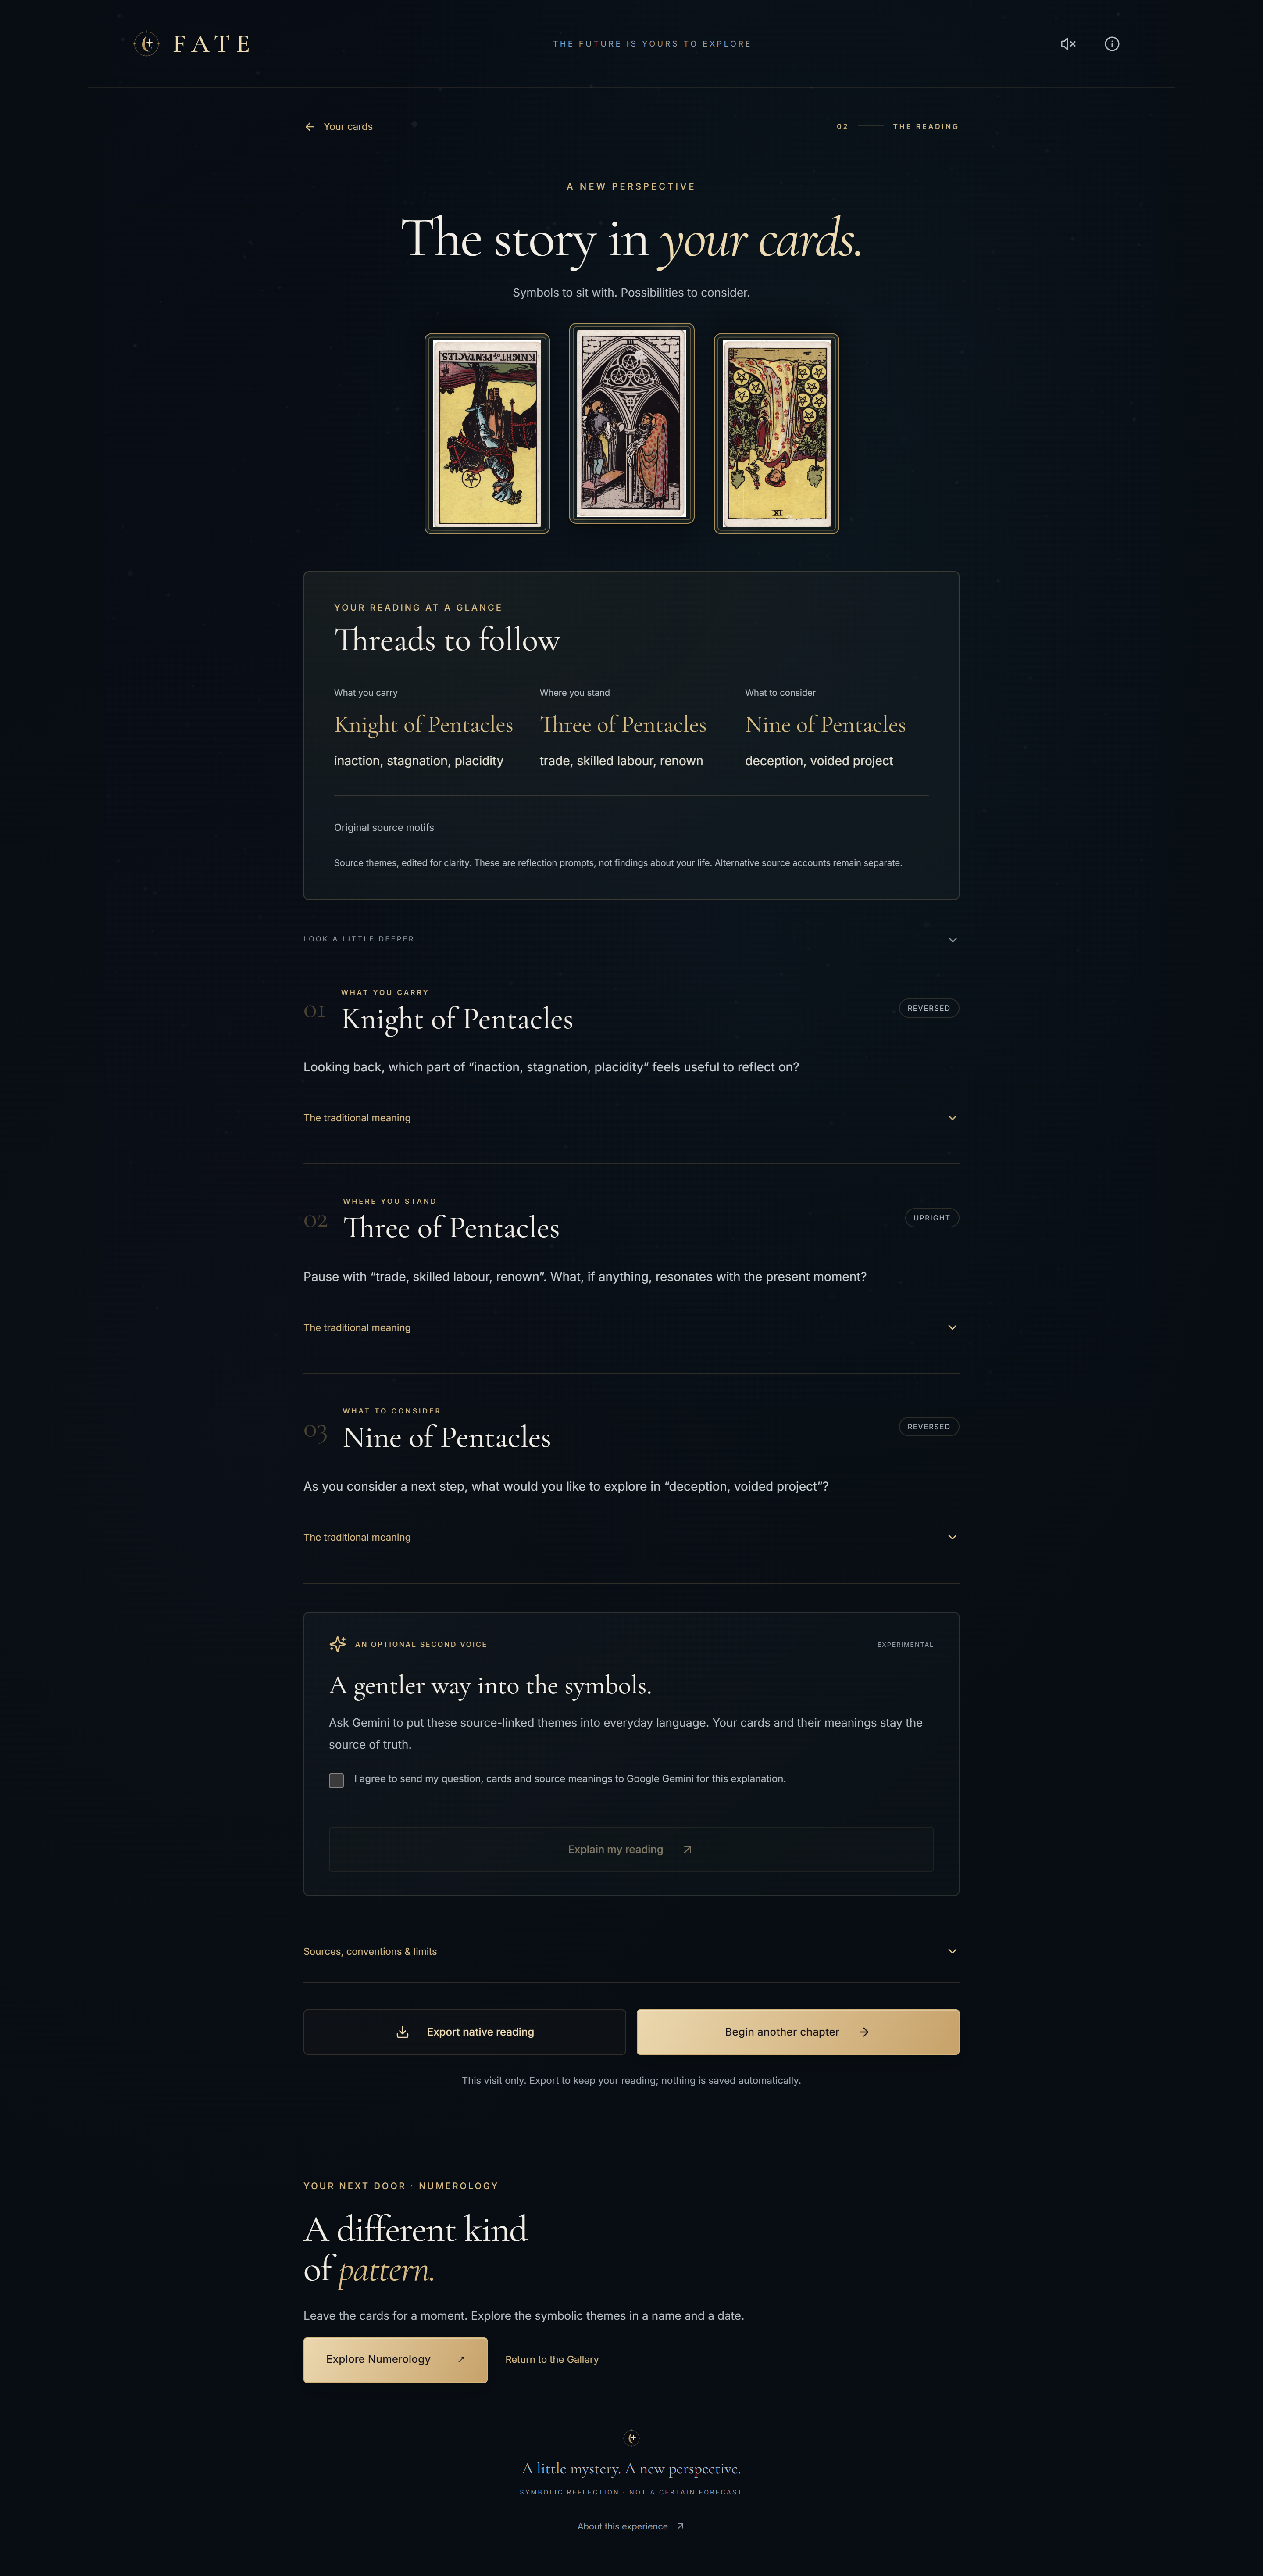 FATE
THE FUTURE IS YOURS TO EXPLORE
Your cards
02
THE READING
A NEW PERSPECTIVE
The story in your cards.
Symbols to sit with. Possibilities to consider.
KNIGHT of PENTACLES
III
IX
YOUR READING AT A GLANCE
Threads to follow
What you carry
Knight of Pentacles
inaction, stagnation, placidity
Where you stand
Three of Pentacles
trade, skilled labour, renown
What to consider
Nine of Pentacles
deception, voided project
Original source motifs
Source themes, edited for clarity. These are reflection prompts, not findings about your life. Alternative source accounts remain separate.
LOOK A LITTLE DEEPER
01
WHAT YOU CARRY
Knight of Pentacles
REVERSED
Looking back, which part of “inaction, stagnation, placidity” feels useful to reflect on?
The traditional meaning
02
WHERE YOU STAND
Three of Pentacles
UPRIGHT
Pause with “trade, skilled labour, renown”. What, if anything, resonates with the present moment?
The traditional meaning
03
WHAT TO CONSIDER
Nine of Pentacles
REVERSED
As you consider a next step, what would you like to explore in “deception, voided project”?
The traditional meaning
AN OPTIONAL SECOND VOICE
EXPERIMENTAL
A gentler way into the symbols.
Ask Gemini to put these source-linked themes into everyday language. Your cards and their meanings stay the
source of truth.
I agree to send my question, cards and source meanings to Google Gemini for this explanation.
Explain my reading
Sources, conventions & limits
Export native reading
Begin another chapter
This visit only. Export to keep your reading; nothing is saved automatically.
YOUR NEXT DOOR · NUMEROLOGY
A different kind
of pattern.
Leave the cards for a moment. Explore the symbolic themes in a name and a date.
Explore Numerology
Return to the Gallery
A little mystery. A new perspective.
SYMBOLIC REFLECTION · NOT A CERTAIN FORECAST
About this experience